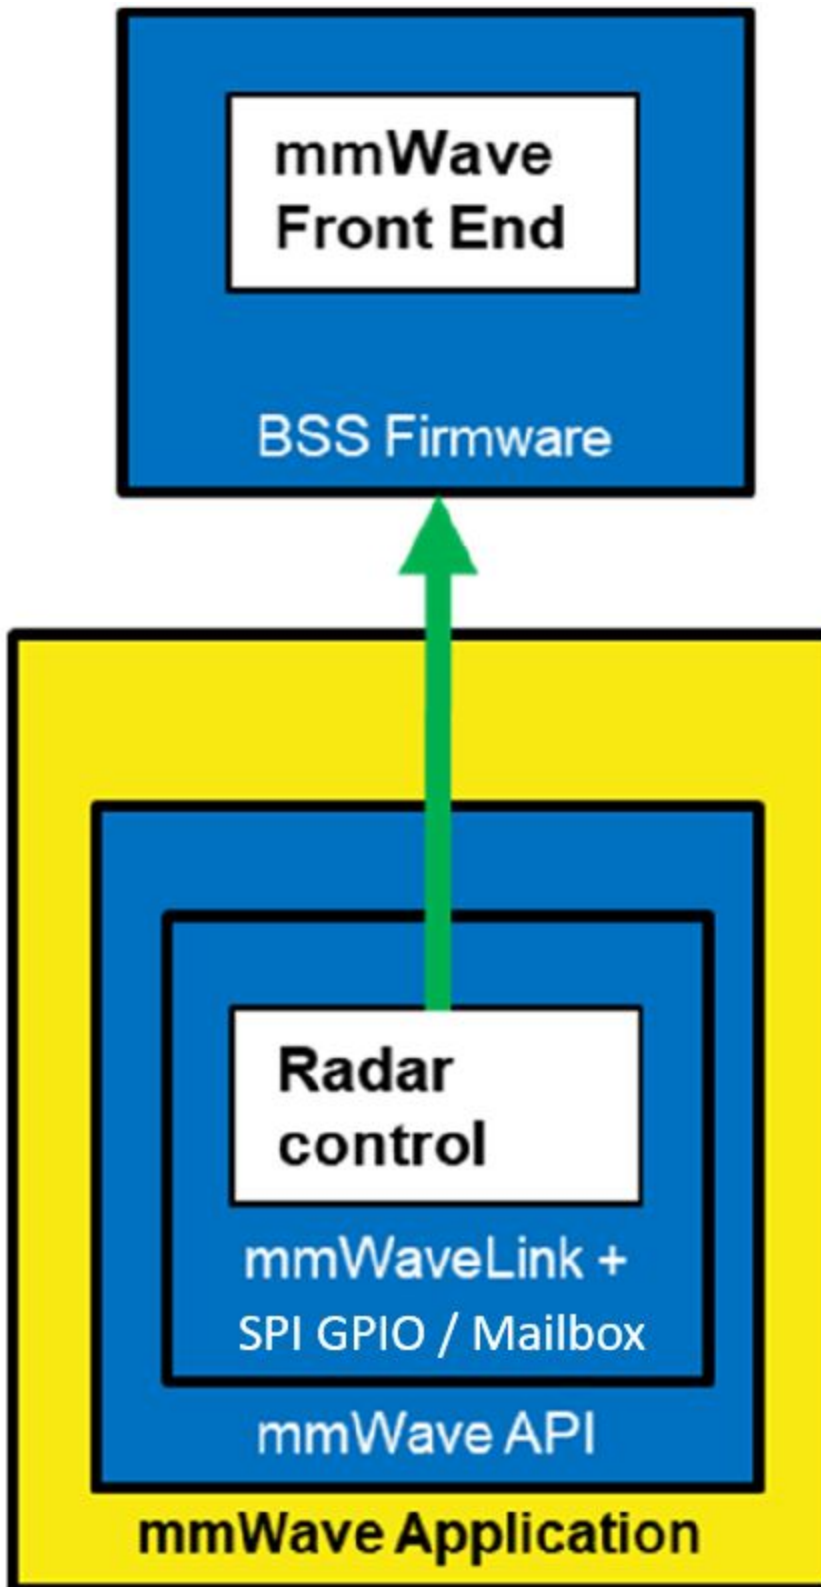 mmWave
Front End
BSS Firmware
Radar
control
mmWaveLink +
SPI GPIO / Mailbox
mmWave API
mmWave Application